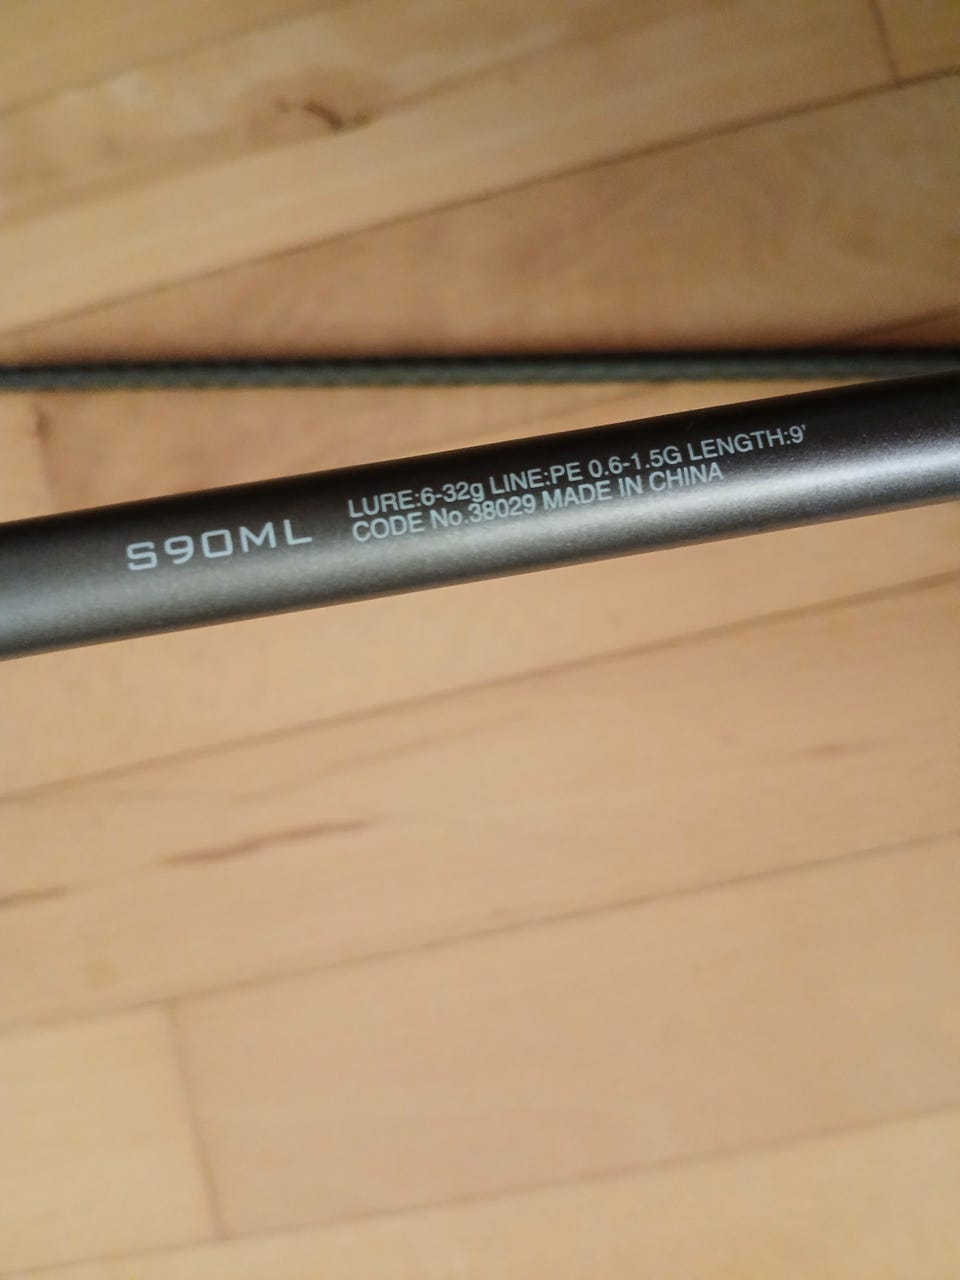 S90ML
LURE:6-32g LINE:PE 0.6-1.5G LENGTH:9'
CODE No.38029 MADE IN CHINA